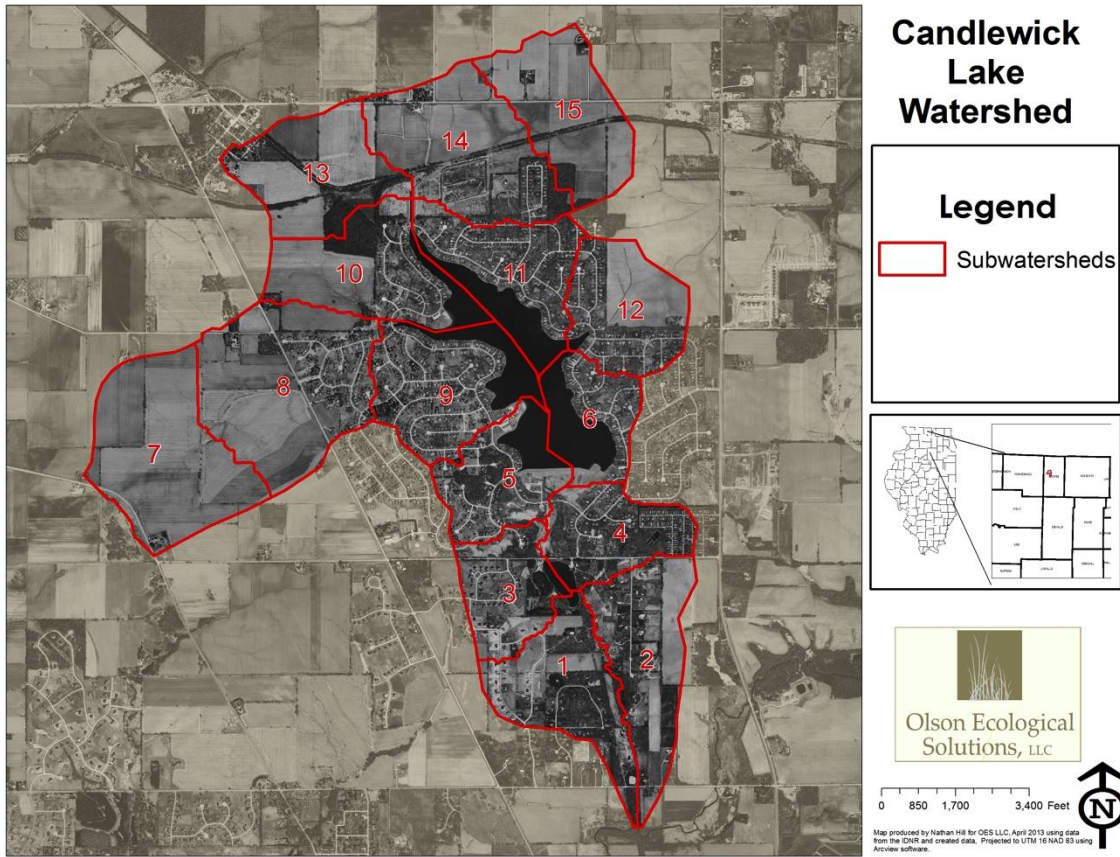 Candlewick
Lake
Watershed
Legend
Subwatersheds
15
14
13
10
11
12
8
9
6
7
5
4
3
1
2
Olson Ecological
Solutions, LLC
0 850 1,700 3,400 Feet
N
Map produced by Nathan Hill for OES LLC, April 2013 using data
from the IDNR and created data, Projected to UTM 16 NAD 83 using
Arcview software.